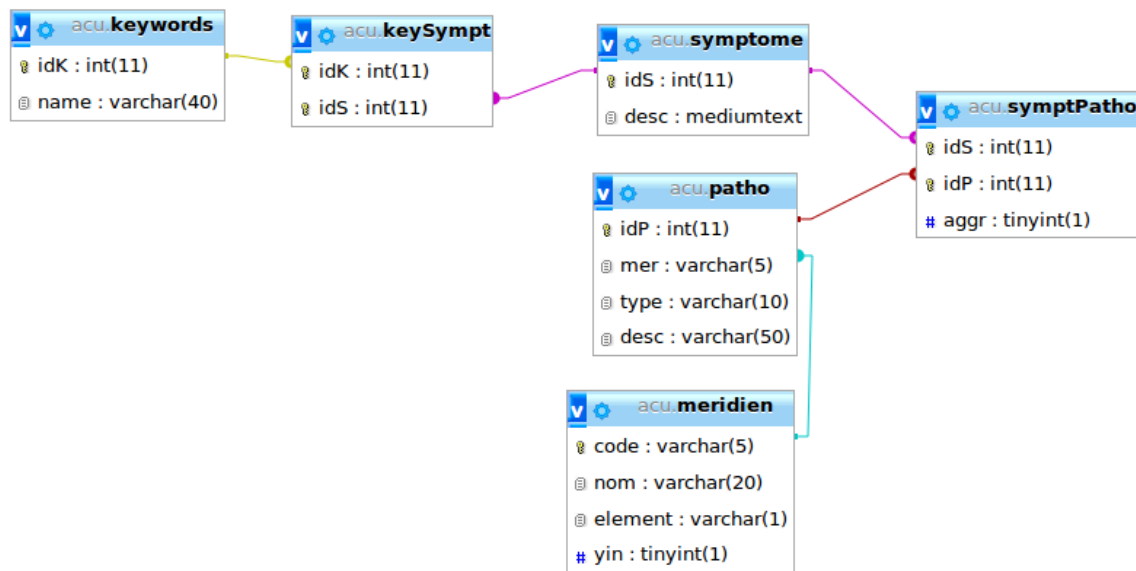 acu.keywords
idK : int(11)
name : varchar(40)
acu.keySympt
idK : int(11)
idS : int(11)
acu.symptome
idS : int(11)
desc : mediumtext
acu.symptPatho
idS : int(11)
idP : int(11)
# aggr : tinyint(1)
acu.patho
idP : int(11)
mer : varchar(5)
type : varchar(10)
desc : varchar(50)
acu.meridien
code : varchar(5)
nom : varchar(20)
element : varchar(1)
# yin : tinyint(1)